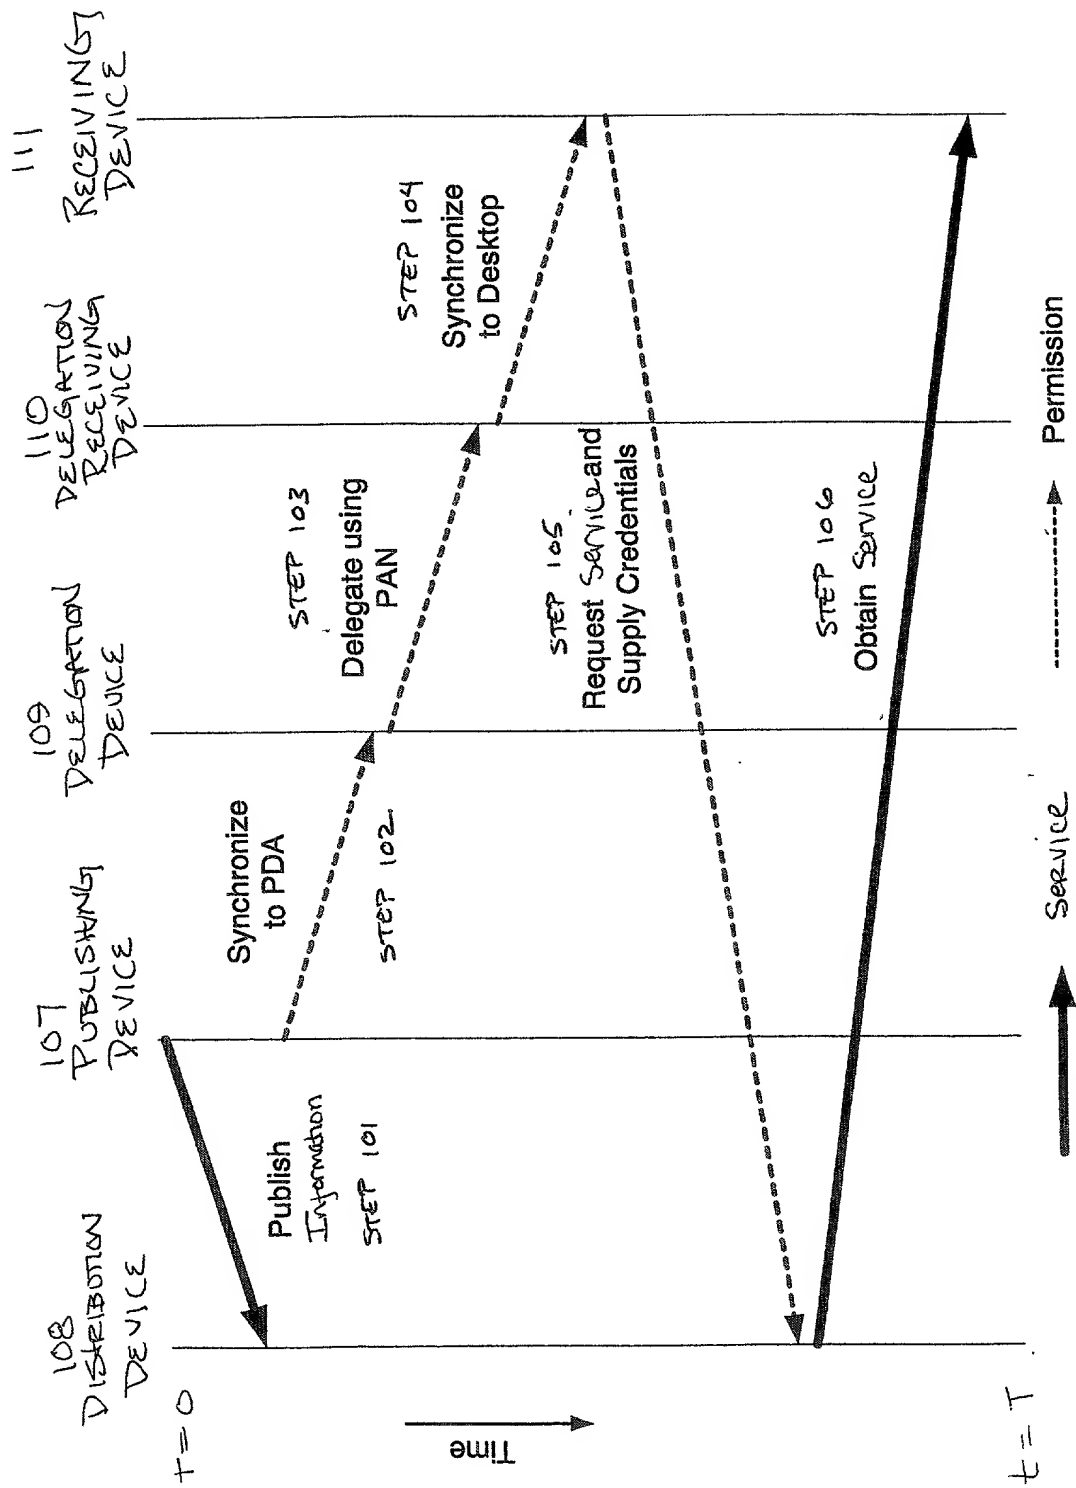 108
DISTRIBUTION
DEVICE
107
PUBLISHING
DEVICE
109
DELEGATION
DEVICE
110
DELEGATION
RECEIVING
DEVICE
111
RECEIVING
DEVICE
t=0
Time
t=T
Publish
Information
STEP 101
Synchronize
to PDA
STEP 102
STEP 103
Delegate using
PAN
STEP 104
Synchronize
to Desktop
STEP 105
Request Service and
Supply Credentials
STEP 106
Obtain Service
Service
Permission